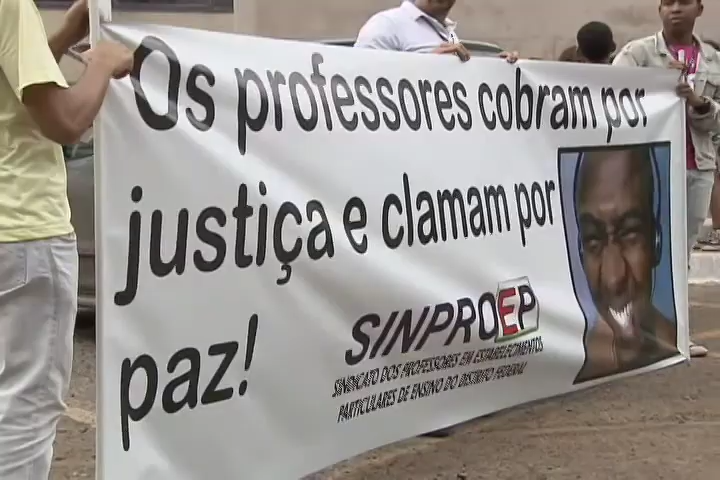 Os professores cobram por
justiça e clamam por
paz!
SINPROEP
SINDICATO DOS PROFESSORES EM ESTABELECIMENTOS
PARTICULARES DE ENSINO DO DISTRITO FEDERAL